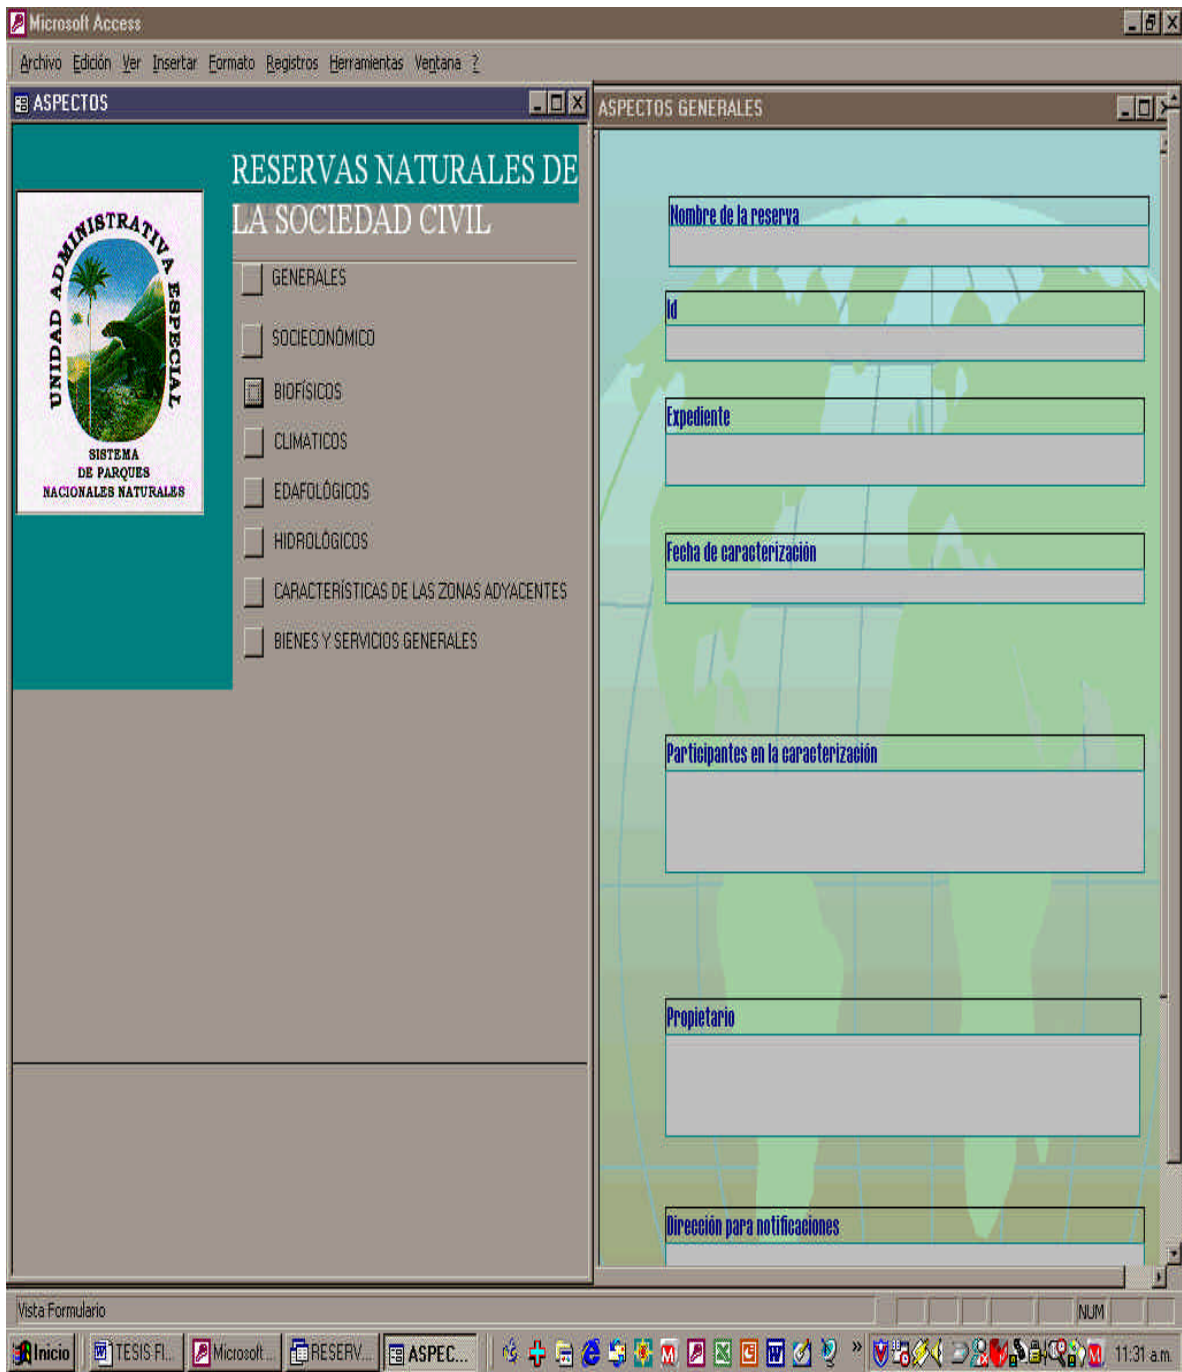 Microsoft Access
Archivo Edición Ver Insertar Formato Registros Herramientas Ventana ?
ASPECTOS
RESERVAS NATURALES DE
LA SOCIEDAD CIVIL
UNIDAD ADMINISTRATIVA ESPECIAL
SISTEMA
DE PARQUES
NACIONALES NATURALES
GENERALES
SOCIECONÓMICO
BIOFÍSICOS
CLIMATICOS
EDAFOLÓGICOS
HIDROLÓGICOS
CARACTERÍSTICAS DE LAS ZONAS ADYACENTES
BIENES Y SERVICIOS GENERALES
ASPECTOS GENERALES
Nombre de la reserva
Id
Expediente
Fecha de caracterización
Participantes en la caracterización
Propietario
Dirección para notificaciones
Vista Formulario
NUM
Inicio
TESIS FI...
Microsoft ...
RESERV...
ASPEC...
»
11:31 a.m.